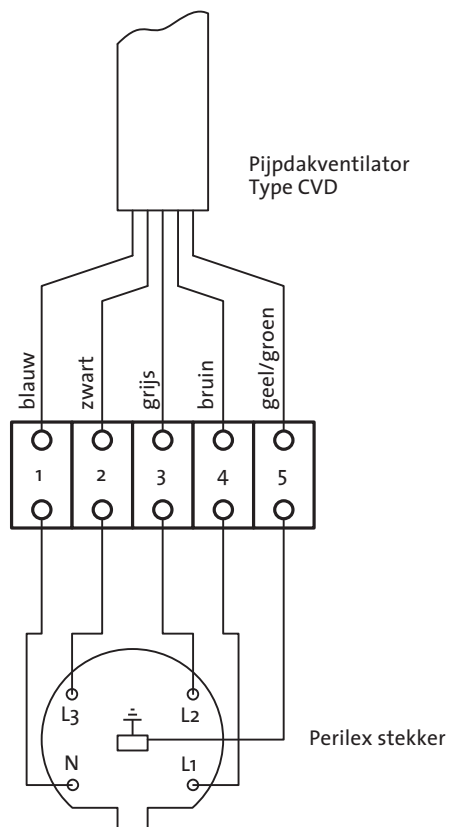 Pijpdakventilator
Type CVD
blauw
zwart
grijs
bruin
geel/groen
1 2 3 4 5
L3 L2
N L1
Perilex stekker